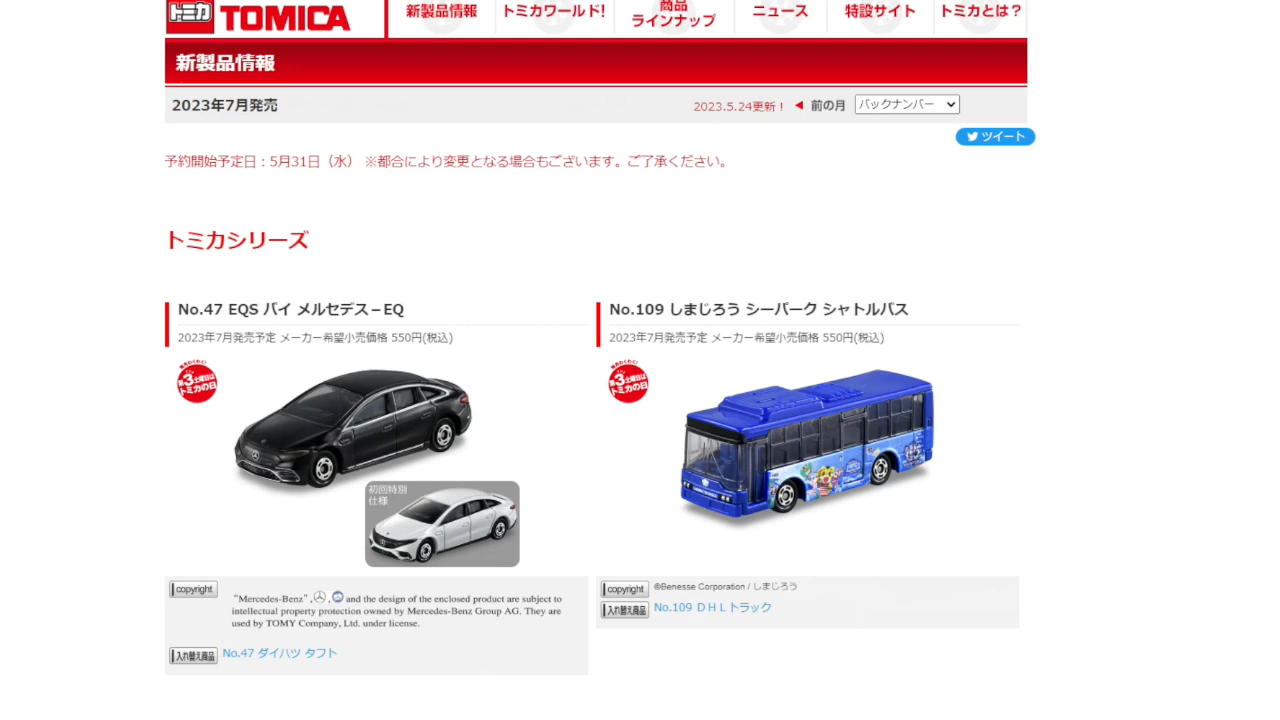 トミカ TOMICA
新製品情報
トミカワールド!
商品
ラインナップ
ニュース
特設サイト
トミカとは？
新製品情報
2023年7月発売
2023.5.24更新！ ◀ 前の月 バックナンバー
ツイート
予約開始予定日：5月31日（水） ※都合により変更となる場合もございます。ご了承ください。
トミカシリーズ
No.47 EQS バイ メルセデス－EQ
2023年7月発売予定 メーカー希望小売価格 550円(税込)
第3土曜日は
トミカの日
初回特別
仕様
copyright
“Mercedes-Benz”, , and the design of the enclosed product are subject to
intellectual property protection owned by Mercedes-Benz Group AG. They are
used by TOMY Company, Ltd. under license.
入れ替え商品 No.47 ダイハツ タフト
No.109 しまじろう シーパーク シャトルバス
2023年7月発売予定 メーカー希望小売価格 550円(税込)
第3土曜日は
トミカの日
copyright ©Benesse Corporation / しまじろう
入れ替え商品 No.109 ＤＨＬトラック